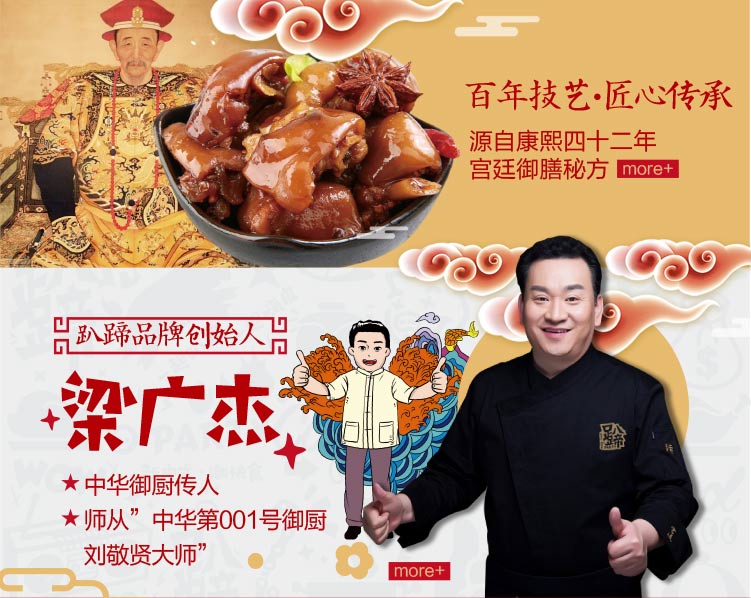 百年技艺·匠心传承
源自康熙四十二年
宫廷御膳秘方 more+
趴蹄品牌创始人
梁广杰
★中华御厨传人
★师从”中华第001号御厨
刘敬贤大师”
more+
趴蹄